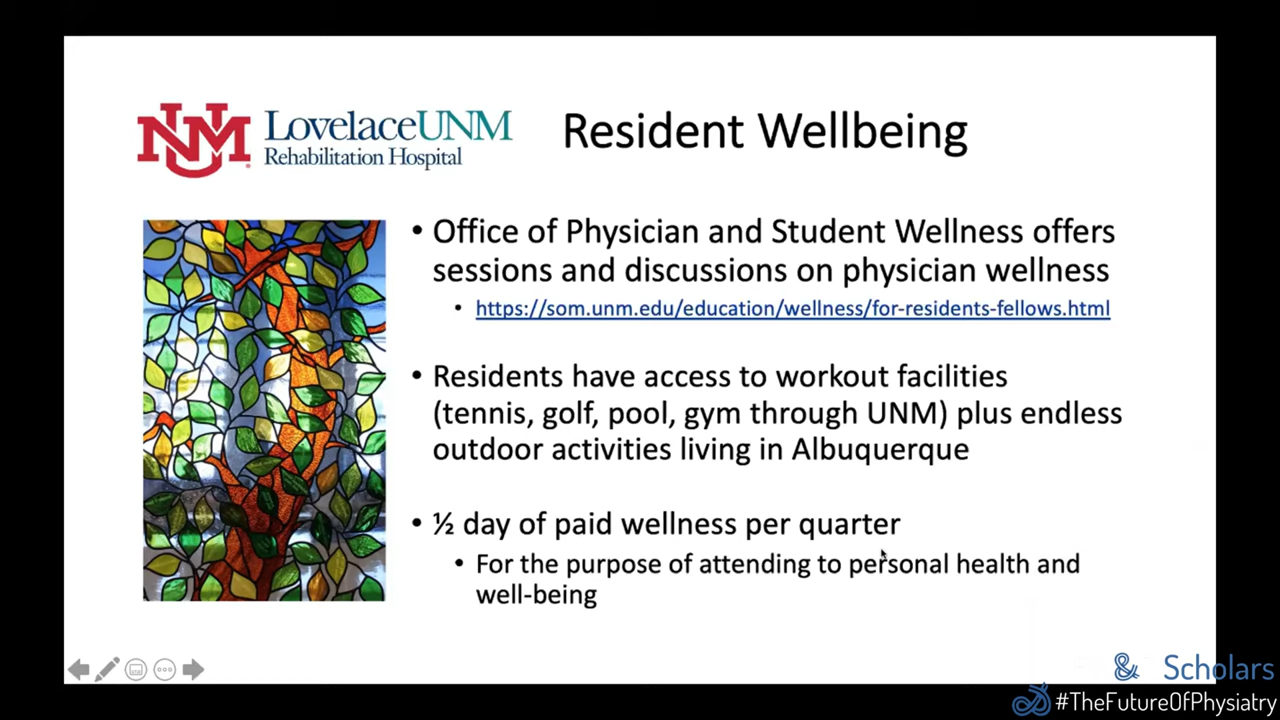 UNM
LovelaceUNM
Rehabilitation Hospital
Resident Wellbeing
• Office of Physician and Student Wellness offers
sessions and discussions on physician wellness
• https://som.unm.edu/education/wellness/for-residents-fellows.html
• Residents have access to workout facilities
(tennis, golf, pool, gym through UNM) plus endless
outdoor activities living in Albuquerque
• ½ day of paid wellness per quarter
• For the purpose of attending to personal health and
well-being
& Scholars
#TheFutureOfPhysiatry